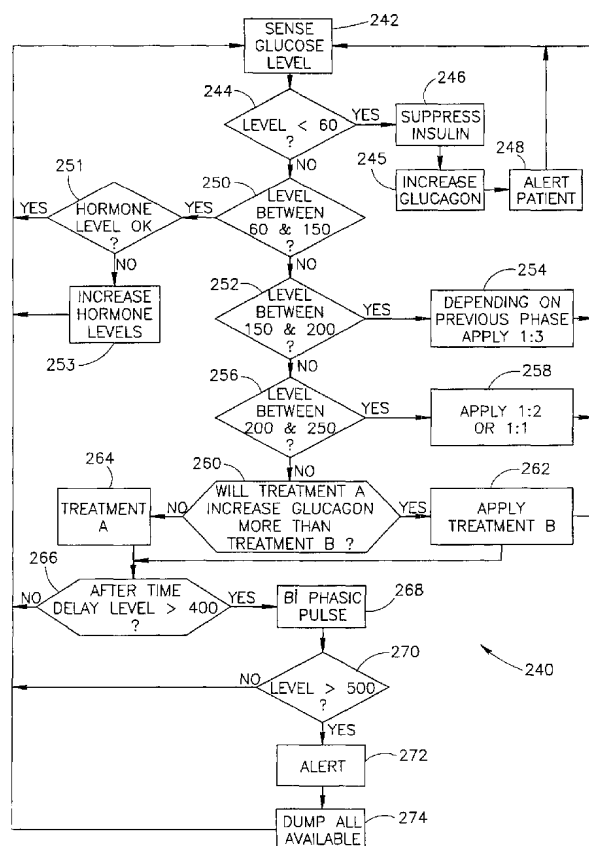 SENSE
GLUCOSE
LEVEL
242
244
LEVEL < 60
?
YES
NO
246
SUPPRESS
INSULIN
245
INCREASE
GLUCAGON
248
ALERT
PATIENT
250
LEVEL
BETWEEN
60 & 150
?
YES
NO
251
HORMONE
LEVEL OK
?
YES
NO
INCREASE
HORMONE
LEVELS
253
252
LEVEL
BETWEEN
150 & 200
?
YES
NO
254
DEPENDING ON
PREVIOUS PHASE
APPLY 1:3
256
LEVEL
BETWEEN
200 & 250
?
YES
NO
258
APPLY 1:2
OR 1:1
260
WILL TREATMENT A
INCREASE GLUCAGON
MORE THAN
TREATMENT B ?
NO
YES
264
TREATMENT
A
262
APPLY
TREATMENT B
266
AFTER TIME
DELAY LEVEL > 400
?
NO
YES
268
BI PHASIC
PULSE
270
LEVEL > 500
?
NO
YES
240
272
ALERT
274
DUMP ALL
AVAILABLE